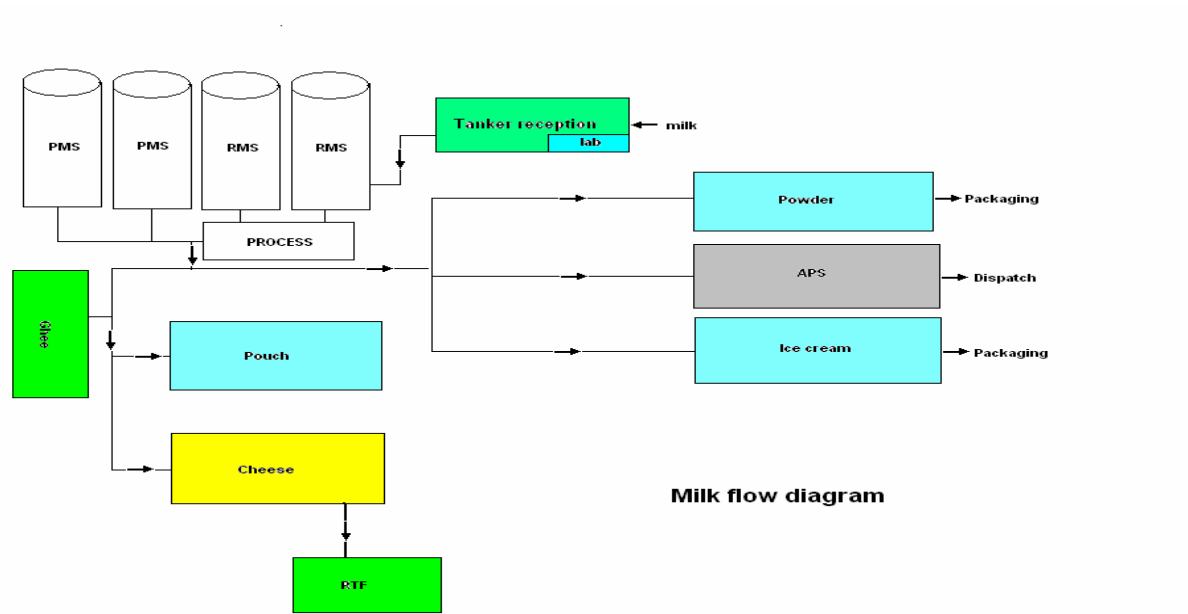 PMS
PMS
RMS
RMS
Tanker reception
lab
milk
PROCESS
Powder
Packaging
APS
Dispatch
Ice cream
Packaging
Ghee
Pouch
Cheese
RTF
Milk flow diagram